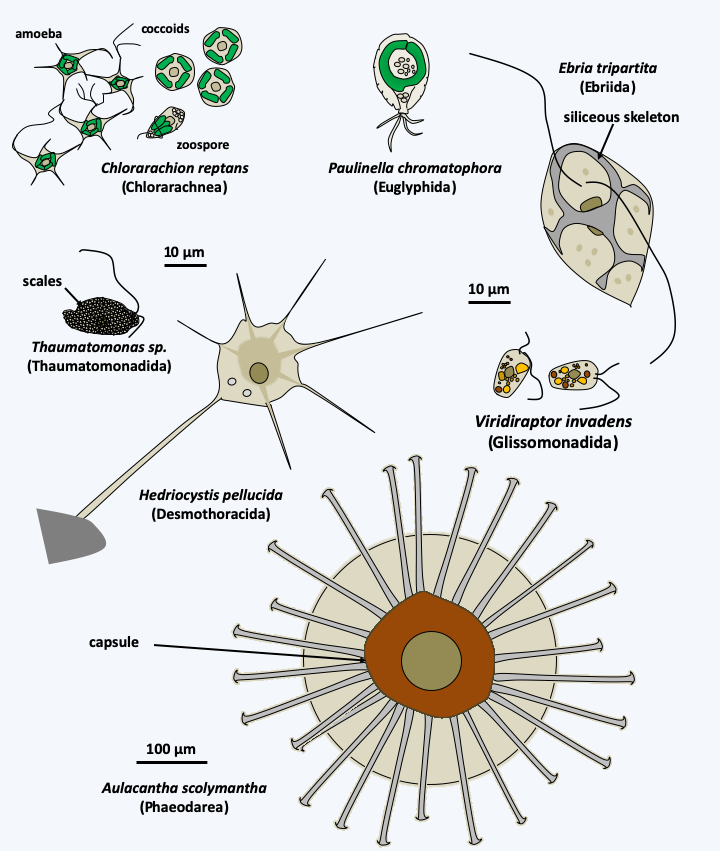 amoeba
coccoids
zoospore
Chlorarachion reptans
(Chlorarachnea)
Paulinella chromatophora
(Euglyphida)
Ebria tripartita
(Ebriida)
siliceous skeleton
10 µm
scales
Thaumatomonas sp.
(Thaumatomonadida)
10 µm
Viridiraptor invadens
(Glissomonadida)
Hedriocystis pellucida
(Desmothoracida)
capsule
100 µm
Aulacantha scolymantha
(Phaeodarea)